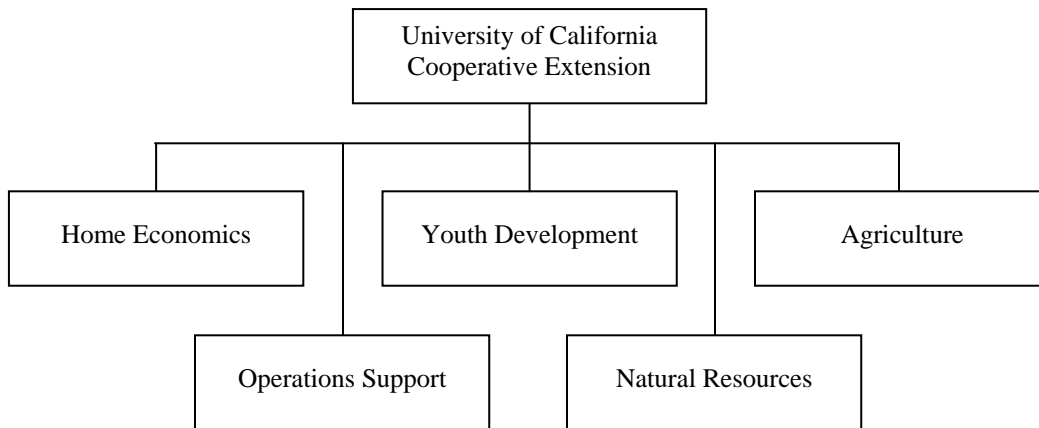 University of California
Cooperative Extension
Home Economics
Youth Development
Agriculture
Operations Support
Natural Resources